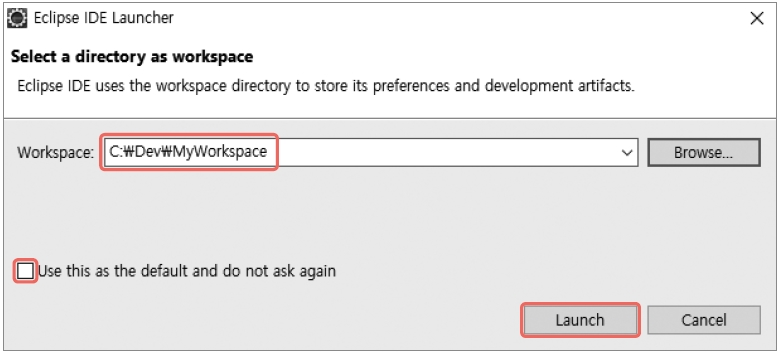 Eclipse IDE Launcher
Select a directory as workspace
Eclipse IDE uses the workspace directory to store its preferences and development artifacts.
Workspace: C:₩Dev₩MyWorkspace Browse...
Use this as the default and do not ask again
Launch Cancel